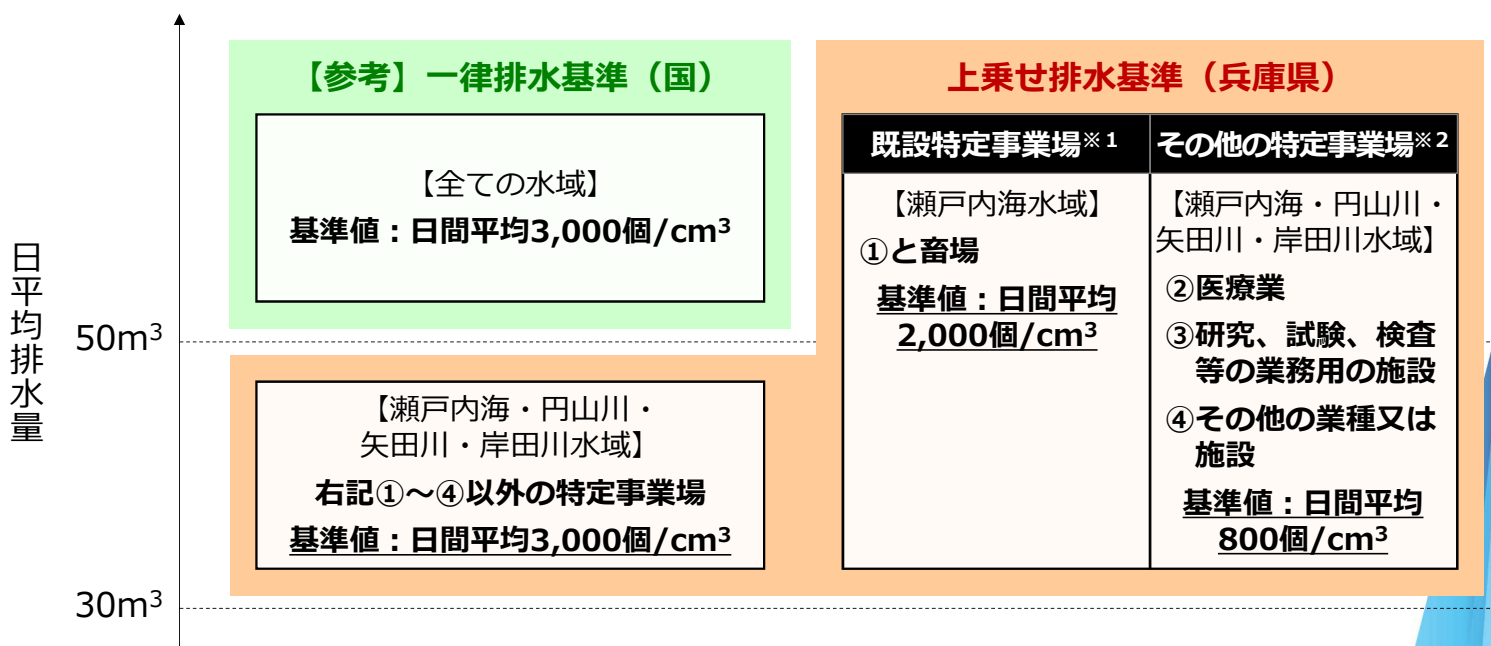 日平均排水量
50m³
30m³
【参考】一律排水基準（国）
【全ての水域】
基準値：日間平均3,000個/cm³
【瀬戸内海・円山川・
矢田川・岸田川水域】
右記①～④以外の特定事業場
基準値：日間平均3,000個/cm³
上乗せ排水基準（兵庫県）
既設特定事業場※1
【瀬戸内海水域】
①と畜場
基準値：日間平均
2,000個/cm³
その他の特定事業場※2
【瀬戸内海・円山川・
矢田川・岸田川水域】
②医療業
③研究、試験、検査
等の業務用の施設
④その他の業種又は
施設
基準値：日間平均
800個/cm³